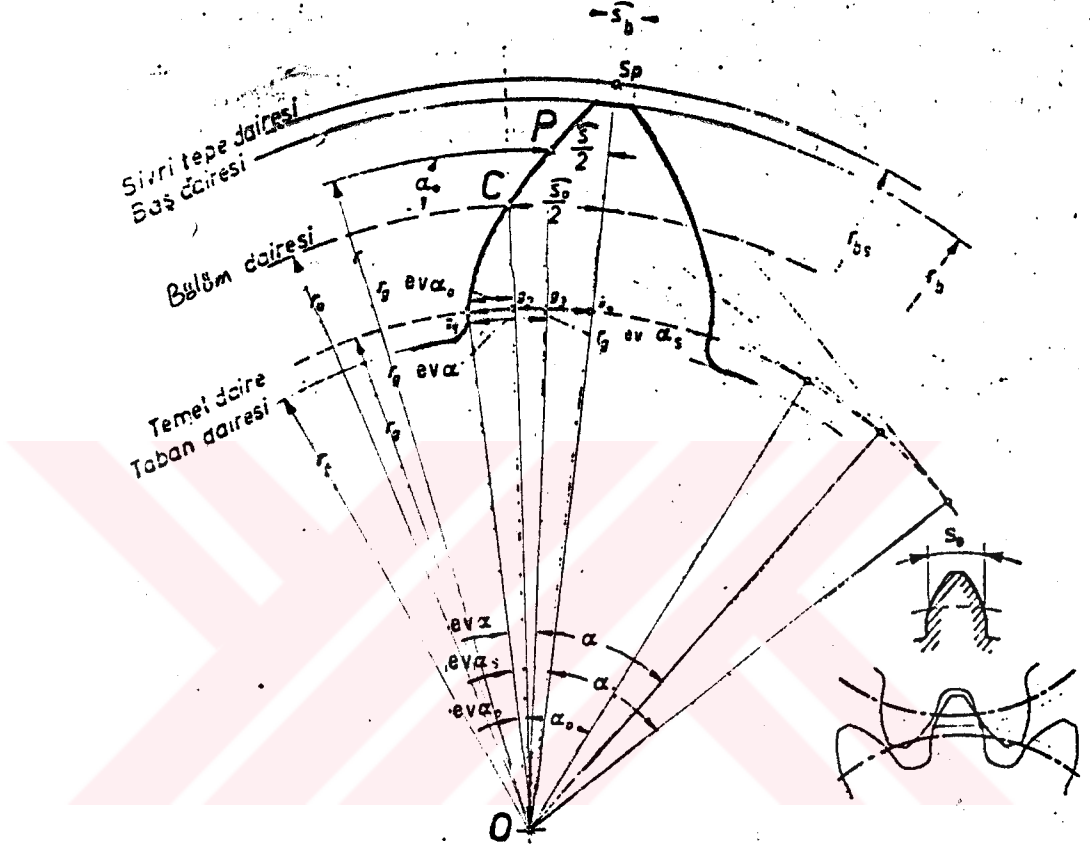 s_b
Sp
Sivri tepe dairesi
Baş dairesi
P
s/2
α_o
C
s_o/2
Bölüm dairesi
r_bs
r_b
r_o
r
r_g ev α_o
r_g ev α_s
r_g ev α
Temel daire
Taban dairesi
r_g
r_t
s_o
ev α
α
ev α_s
α
ev α_o
α_o
O